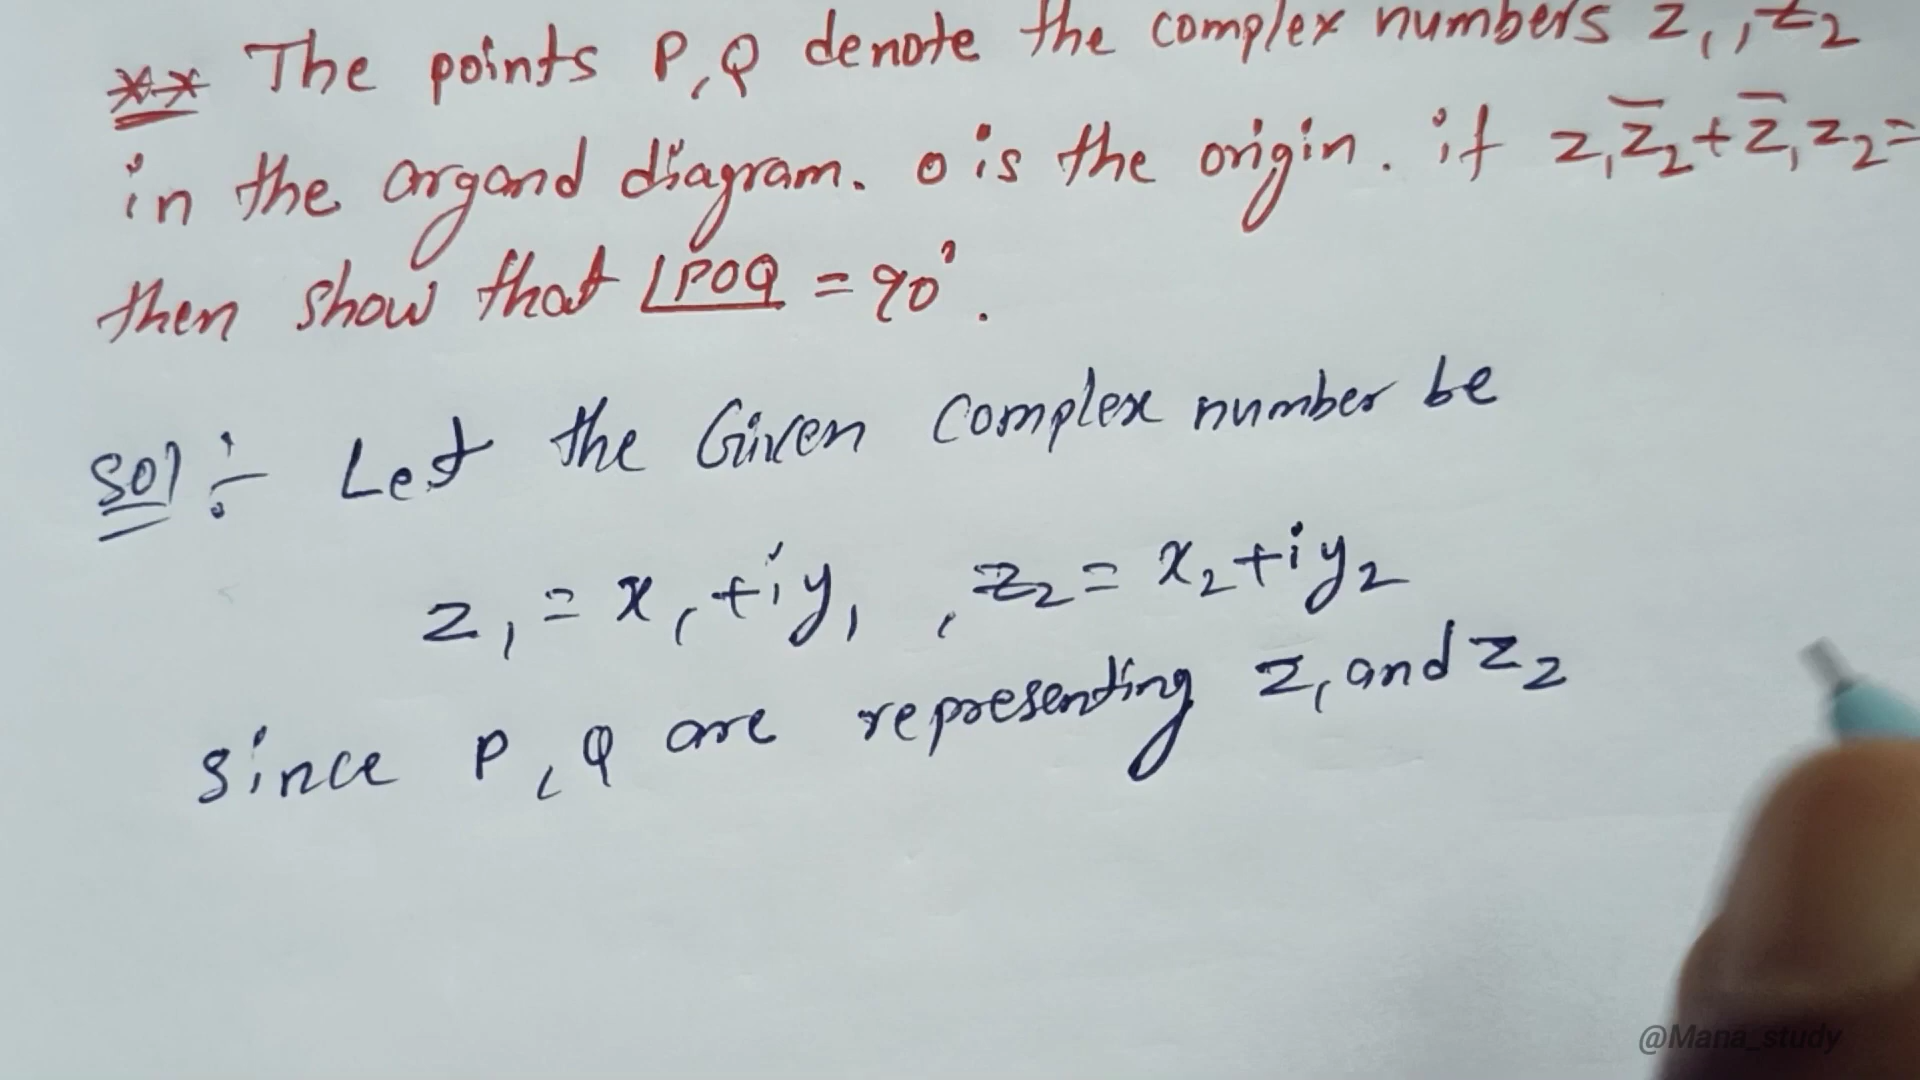 ** The points P, Q denote the complex numbers z₁, z₂
in the argand diagram. o is the origin. if z₁z̄₂+z̄₁z₂=
then show that ∠POQ = 90°.
Sol ÷ Let the Given complex number be
z₁ = x₁+iy₁, z₂ = x₂+iy₂
since P, Q are representing z₁ and z₂
@Mana_study